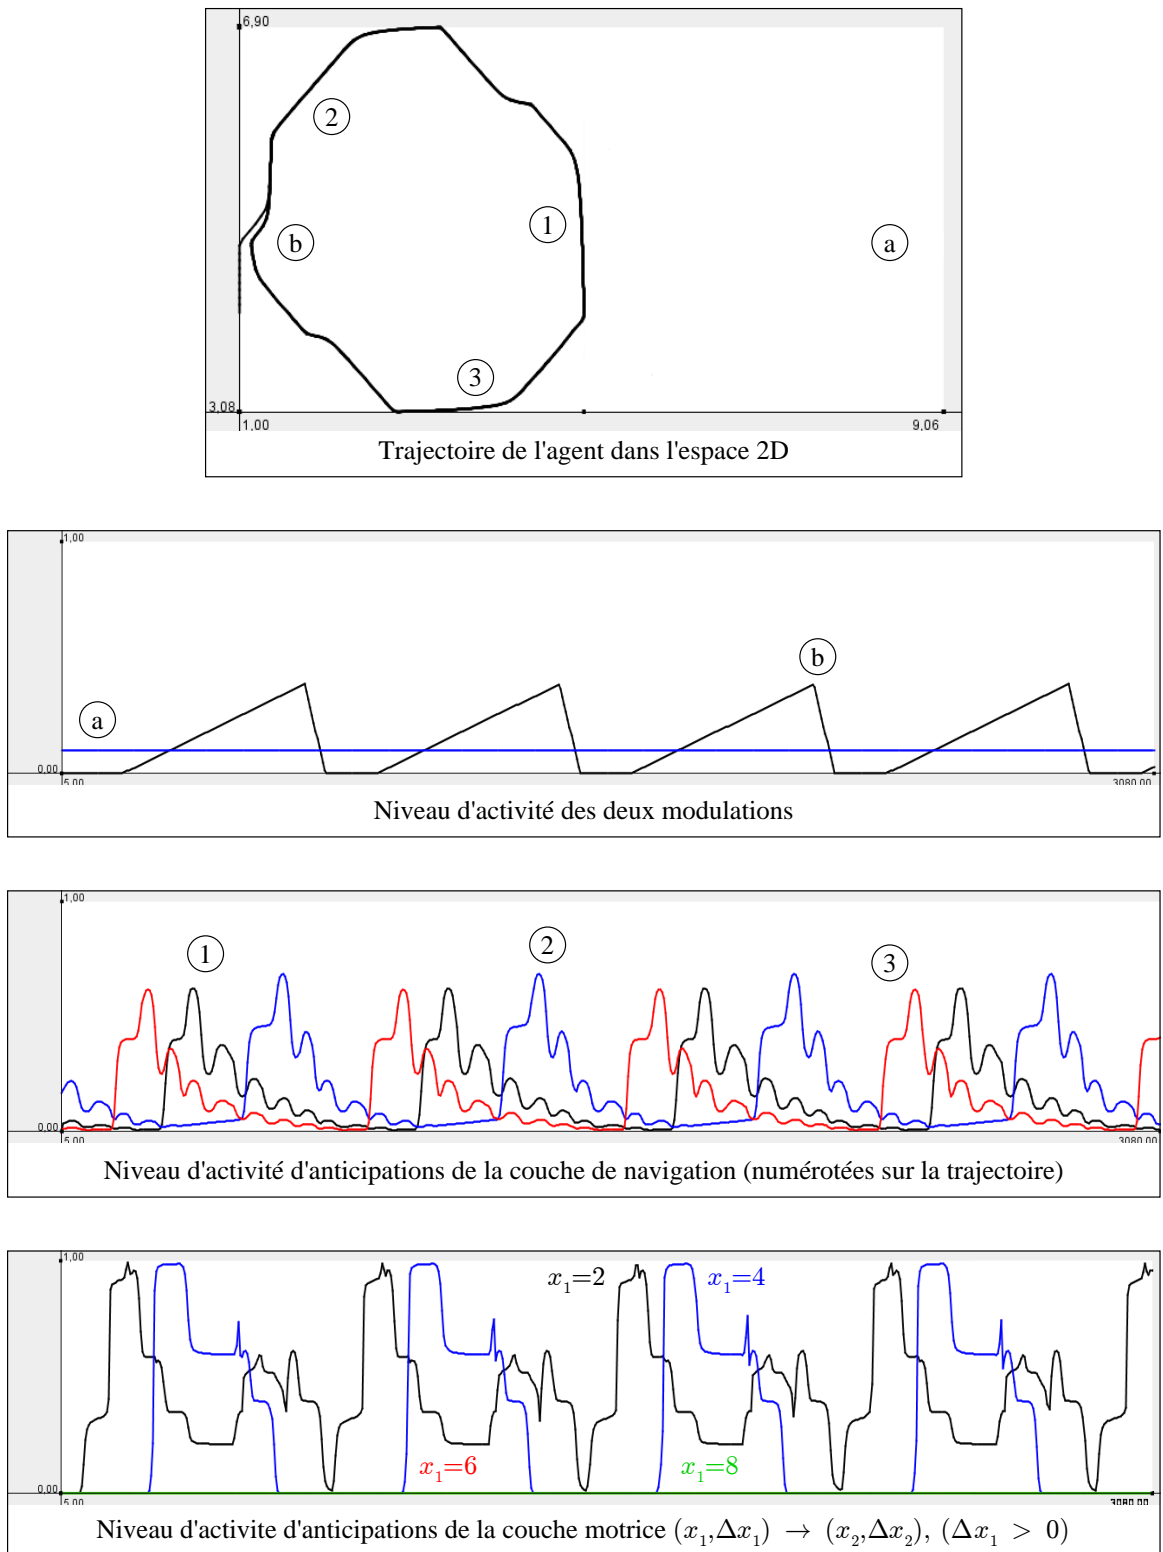 6,90
2
1
b
a
3
3,08
1,00
9,06
Trajectoire de l'agent dans l'espace 2D
1,00
b
a
0,00
5,00
3080,00
Niveau d'activité des deux modulations
1,00
1
2
3
0,00
5,00
3080,00
Niveau d'activité d'anticipations de la couche de navigation (numérotées sur la trajectoire)
1,00
x₁=2 x₁=4
x₁=6 x₁=8
0,00
5,00
3080,00
Niveau d'activite d'anticipations de la couche motrice (x₁,Δx₁) → (x₂,Δx₂), (Δx₁ > 0)